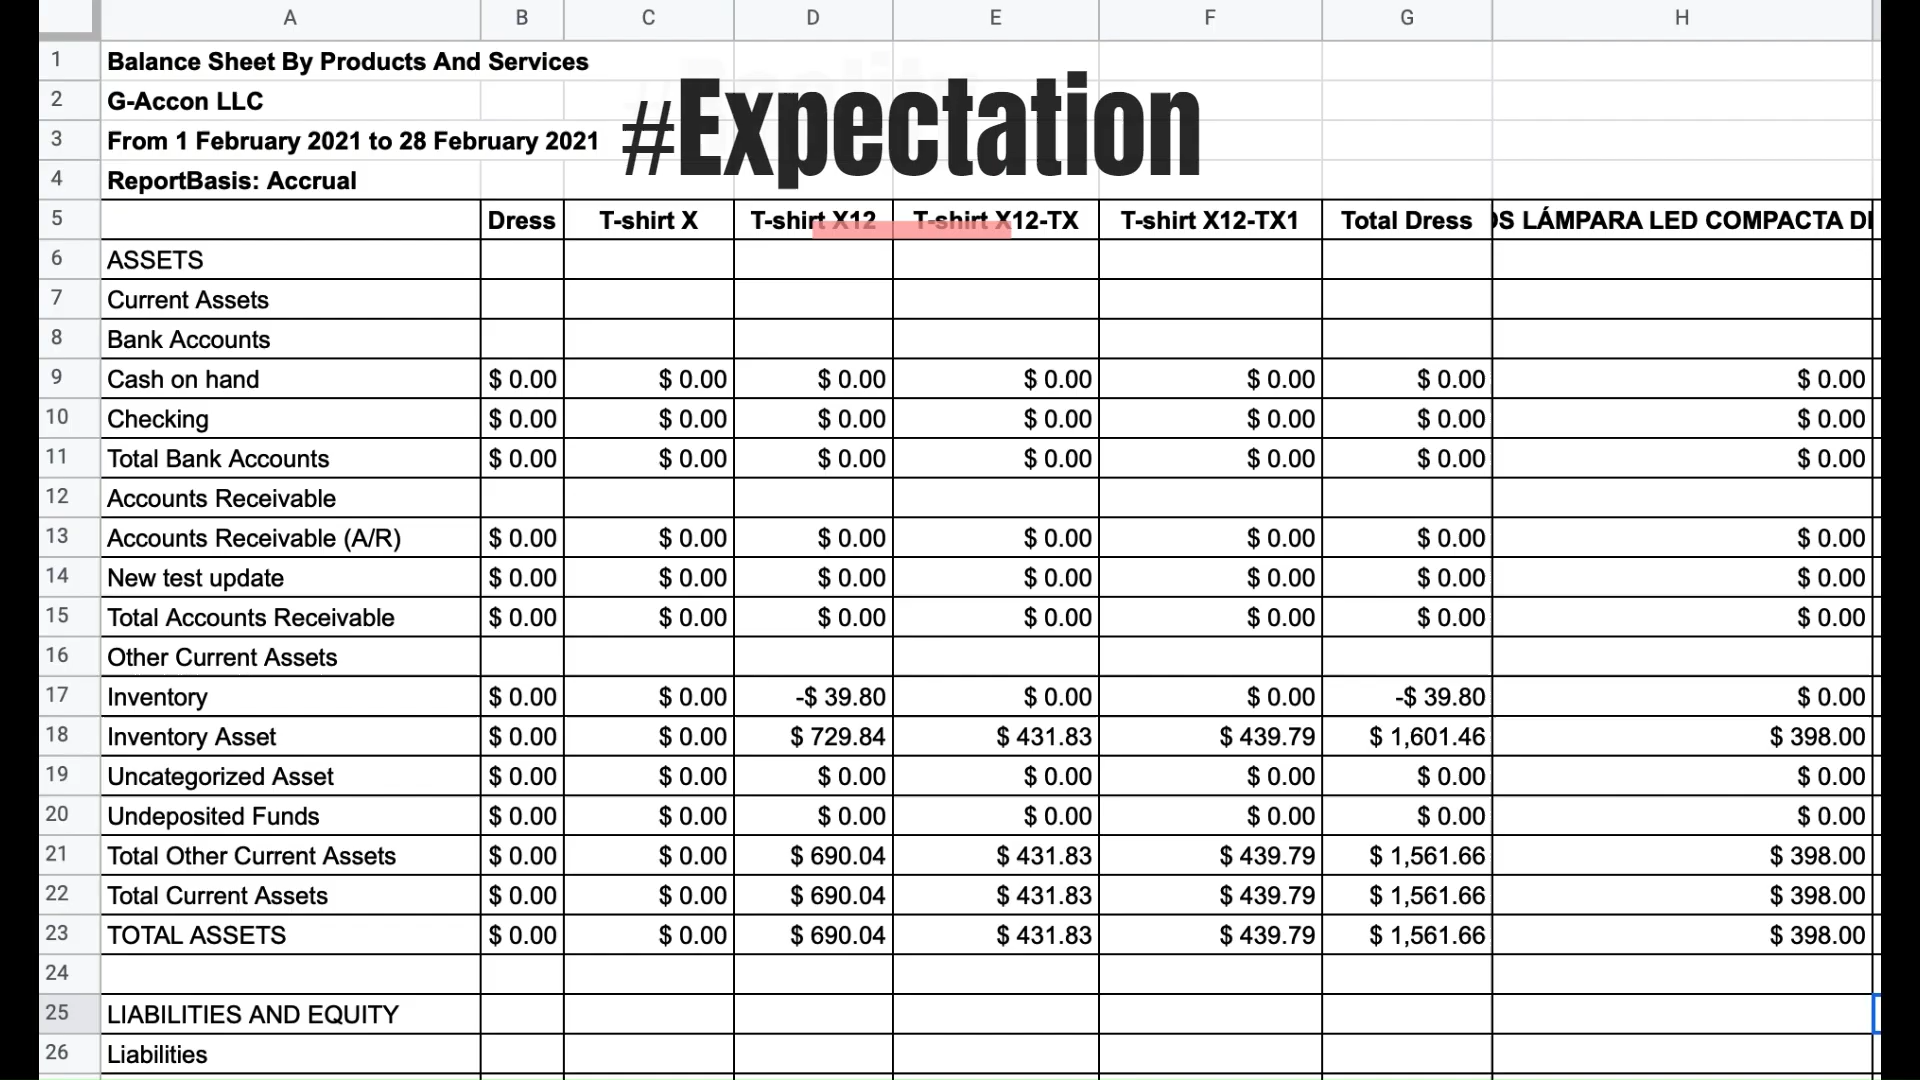 A B C D E F G H
1 Balance Sheet By Products And Services
#Expectation
2 G-Accon LLC
3 From 1 February 2021 to 28 February 2021
4 ReportBasis: Accrual
5 Dress T-shirt X T-shirt X12 T-shirt X12-TX T-shirt X12-TX1 Total Dress OS LÁMPARA LED COMPACTA DI
6 ASSETS
7 Current Assets
8 Bank Accounts
9 Cash on hand $ 0.00 $ 0.00 $ 0.00 $ 0.00 $ 0.00 $ 0.00 $ 0.00
10 Checking $ 0.00 $ 0.00 $ 0.00 $ 0.00 $ 0.00 $ 0.00 $ 0.00
11 Total Bank Accounts $ 0.00 $ 0.00 $ 0.00 $ 0.00 $ 0.00 $ 0.00 $ 0.00
12 Accounts Receivable
13 Accounts Receivable (A/R) $ 0.00 $ 0.00 $ 0.00 $ 0.00 $ 0.00 $ 0.00 $ 0.00
14 New test update $ 0.00 $ 0.00 $ 0.00 $ 0.00 $ 0.00 $ 0.00 $ 0.00
15 Total Accounts Receivable $ 0.00 $ 0.00 $ 0.00 $ 0.00 $ 0.00 $ 0.00 $ 0.00
16 Other Current Assets
17 Inventory $ 0.00 $ 0.00 -$ 39.80 $ 0.00 $ 0.00 -$ 39.80 $ 0.00
18 Inventory Asset $ 0.00 $ 0.00 $ 729.84 $ 431.83 $ 439.79 $ 1,601.46 $ 398.00
19 Uncategorized Asset $ 0.00 $ 0.00 $ 0.00 $ 0.00 $ 0.00 $ 0.00 $ 0.00
20 Undeposited Funds $ 0.00 $ 0.00 $ 0.00 $ 0.00 $ 0.00 $ 0.00 $ 0.00
21 Total Other Current Assets $ 0.00 $ 0.00 $ 690.04 $ 431.83 $ 439.79 $ 1,561.66 $ 398.00
22 Total Current Assets $ 0.00 $ 0.00 $ 690.04 $ 431.83 $ 439.79 $ 1,561.66 $ 398.00
23 TOTAL ASSETS $ 0.00 $ 0.00 $ 690.04 $ 431.83 $ 439.79 $ 1,561.66 $ 398.00
24
25 LIABILITIES AND EQUITY
26 Liabilities